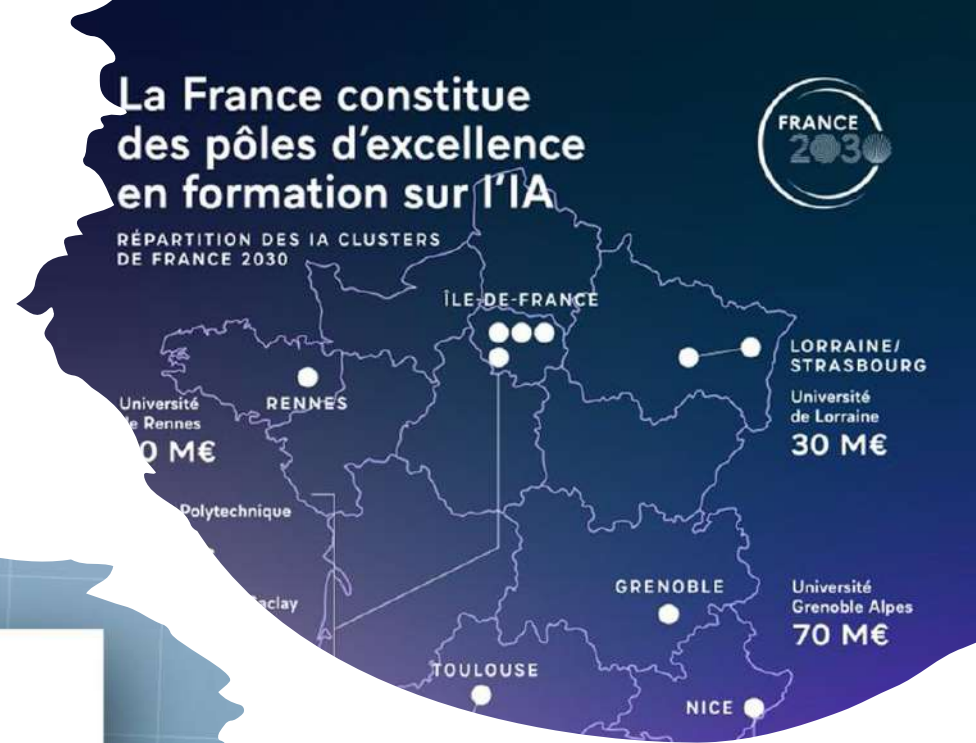 La France constitue
des pôles d'excellence
en formation sur l'IA
FRANCE
2030
RÉPARTITION DES IA CLUSTERS
DE FRANCE 2030
ÎLE-DE-FRANCE
LORRAINE/
STRASBOURG
Université
de Lorraine
30 M€
RENNES
Université
de Rennes
M€
Polytechnique
GRENOBLE
Université
Grenoble Alpes
70 M€
TOULOUSE
NICE